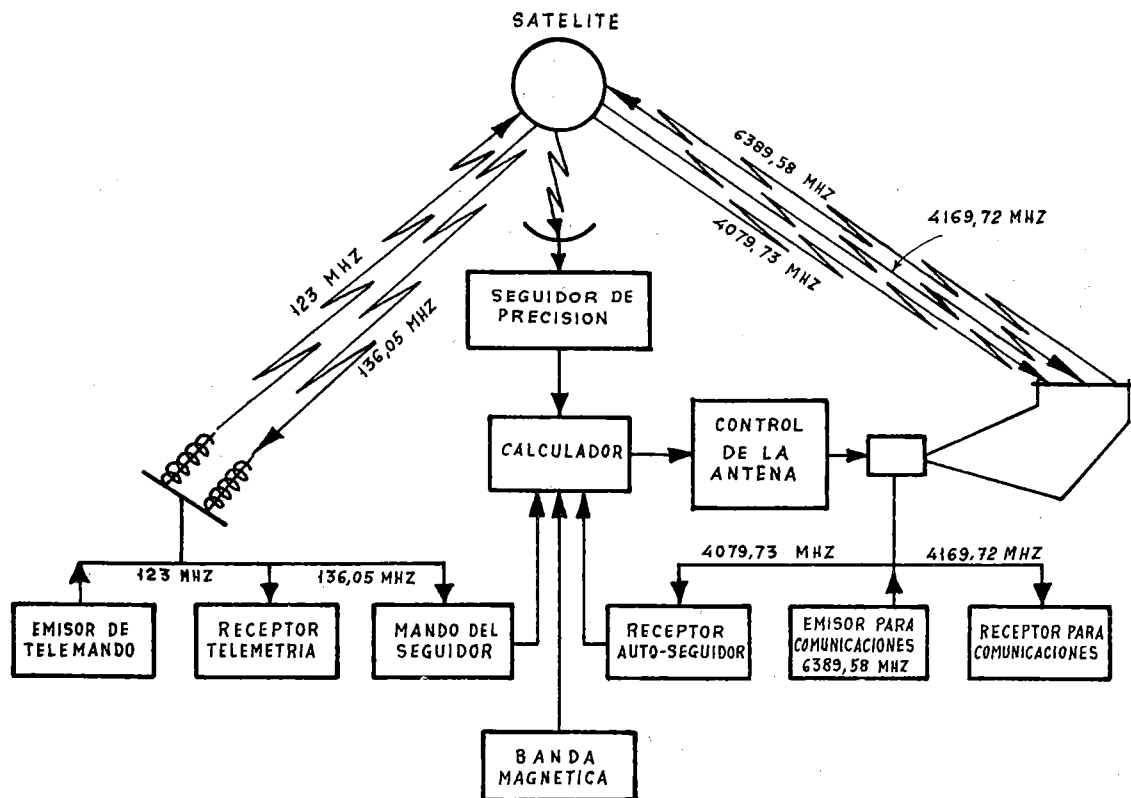 SATELITE
6389,58 MHZ
4169,72 MHZ
4079,73 MHZ
123 MHZ
136,05 MHZ
SEGUIDOR DE
PRECISION
CALCULADOR
CONTROL
DE LA
ANTENA
4079,73 MHZ
4169,72 MHZ
123 MHZ
136,05 MHZ
EMISOR DE
TELEMANDO
RECEPTOR
TELEMETRIA
MANDO DEL
SEGUIDOR
RECEPTOR
AUTO-SEGUIDOR
EMISOR PARA
COMUNICACIONES
6389,58 MHZ
RECEPTOR PARA
COMUNICACIONES
BANDA
MAGNETICA